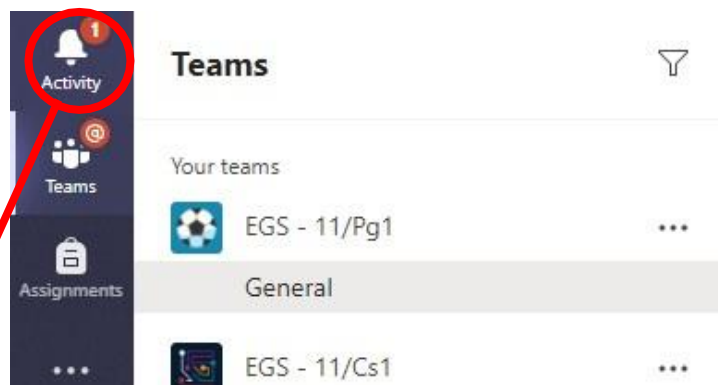 1
Activity
@
Teams
Assignments
Teams
Your teams
EGS - 11/Pg1
General
EGS - 11/Cs1